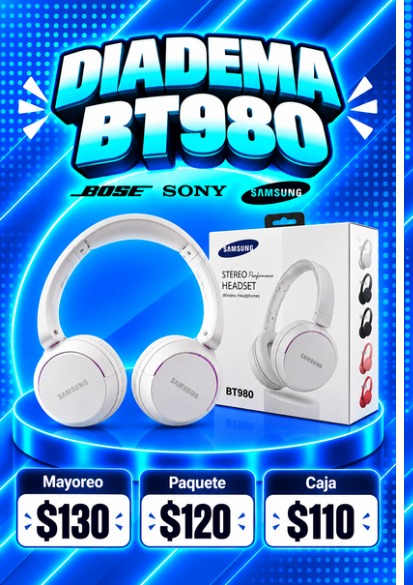 DIADEMA
BT980
BOSE SONY SAMSUNG
SAMSUNG
STEREO Performance
HEADSET
Wireless Headphones
SAMSUNG
SAMSUNG
SAMSUNG
BT980
Mayoreo
$130
Paquete
$120
Caja
$110